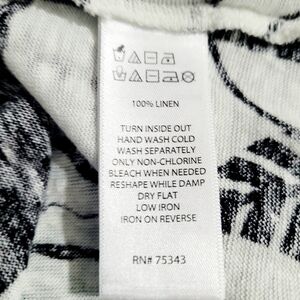 100% LINEN
TURN INSIDE OUT
HAND WASH COLD
WASH SEPARATELY
ONLY NON-CHLORINE
BLEACH WHEN NEEDED
RESHAPE WHILE DAMP
DRY FLAT
LOW IRON
IRON ON REVERSE
RN# 75343